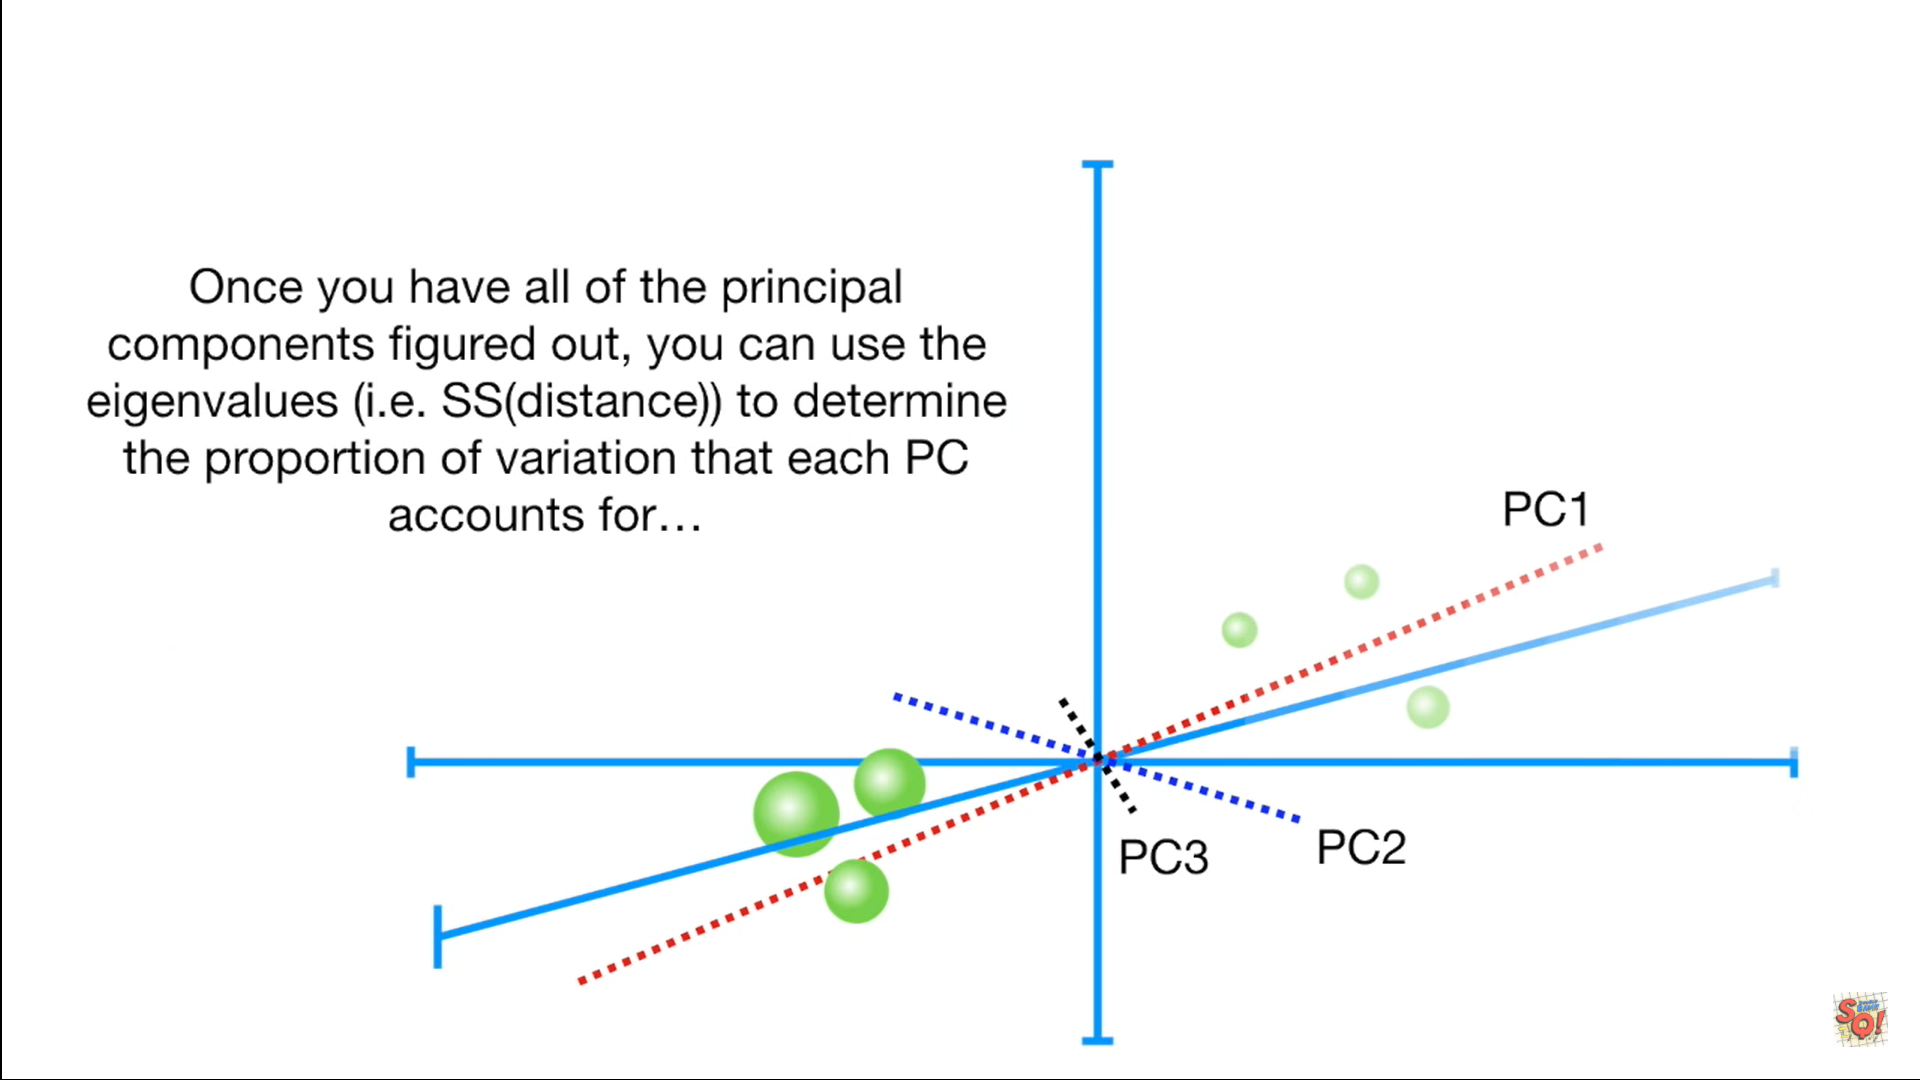 Once you have all of the principal
components figured out, you can use the
eigenvalues (i.e. SS(distance)) to determine
the proportion of variation that each PC
accounts for…
PC1
PC2
PC3
SQ!